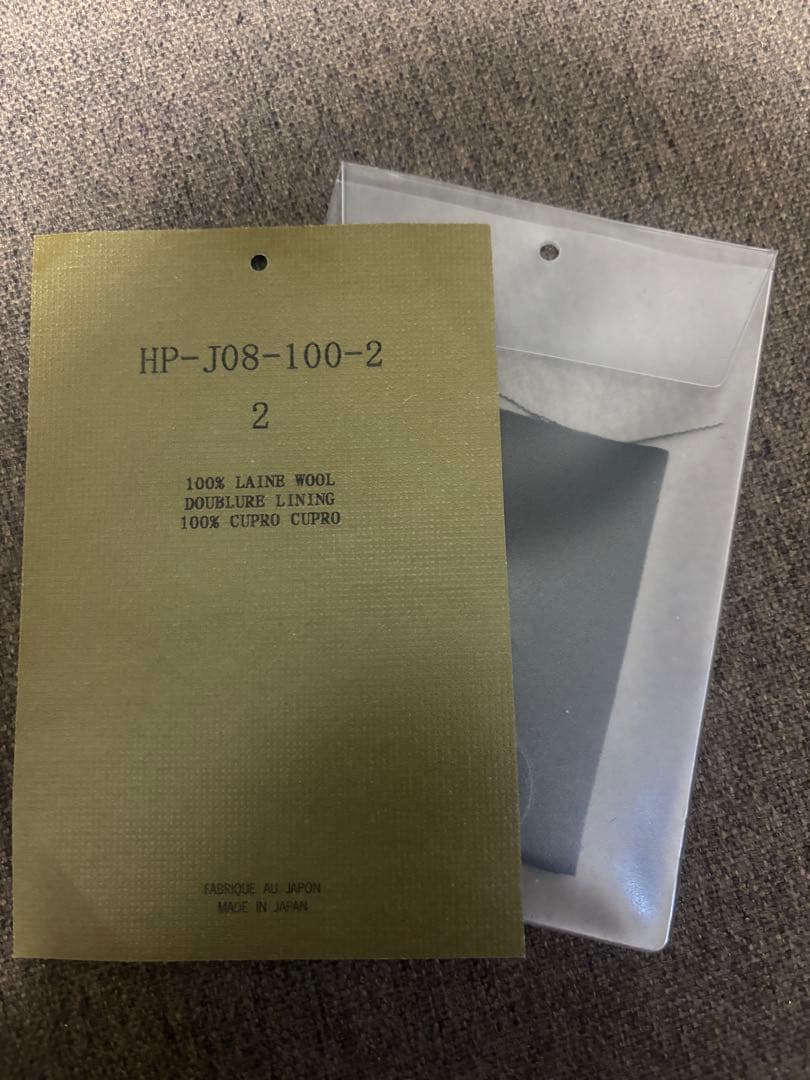 HP-J08-100-2
2
100% LAINE WOOL
DOUBLURE LINING
100% CUPRO CUPRO
FABRIQUE AU JAPON
MADE IN JAPAN